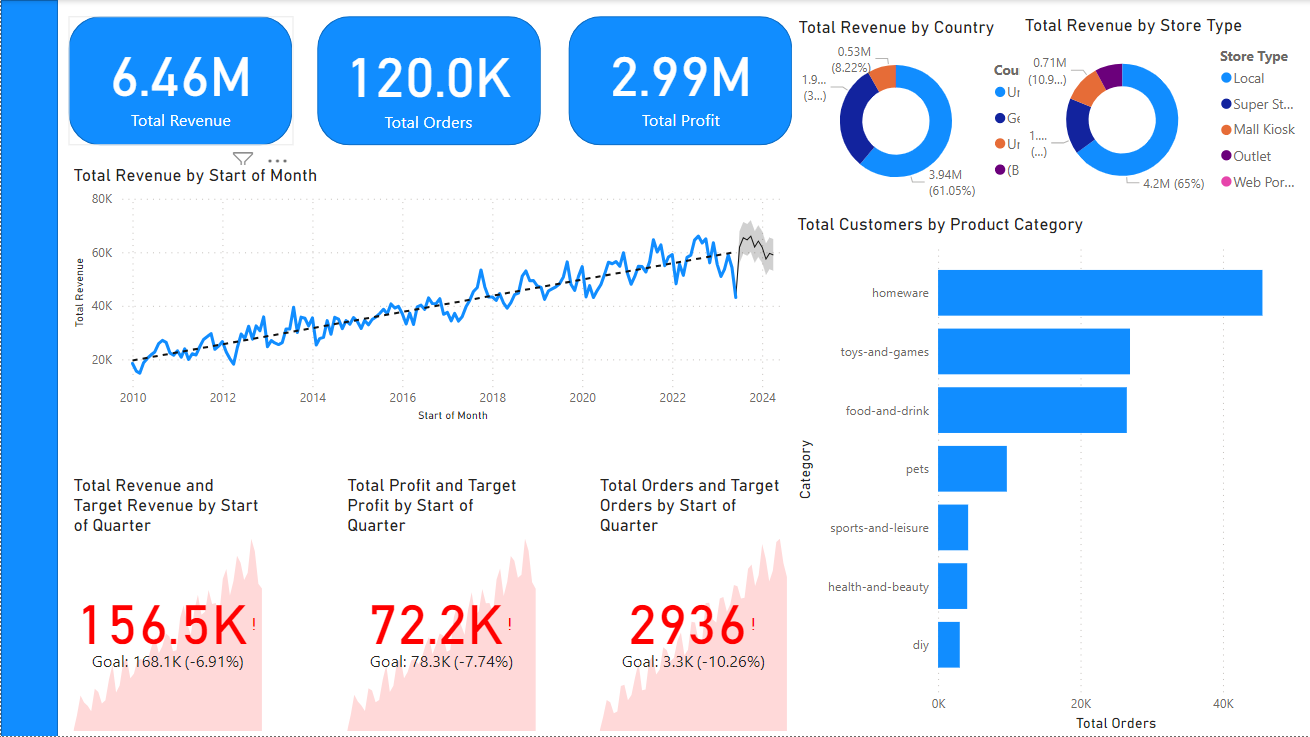 6.46M
Total Revenue
120.0K
Total Orders
2.99M
Total Profit
Total Revenue by Country
0.53M
(8.22%)
1.9...
(3...)
3.94M
(61.05%)
Cou
Ur
Ge
Ur
(B
Total Revenue by Store Type
0.71M
(10.9...)
1....
(...)
4.2M (65%)
Store Type
Local
Super St...
Mall Kiosk
Outlet
Web Por...
Total Revenue by Start of Month
Total Revenue
80K
60K
40K
20K
2010
2012
2014
2016
2018
2020
2022
2024
Start of Month
Total Customers by Product Category
Category
homeware
toys-and-games
food-and-drink
pets
sports-and-leisure
health-and-beauty
diy
0K
20K
40K
Total Orders
Total Revenue and
Target Revenue by Start
of Quarter
156.5K!
Goal: 168.1K (-6.91%)
Total Profit and Target
Profit by Start of
Quarter
72.2K!
Goal: 78.3K (-7.74%)
Total Orders and Target
Orders by Start of
Quarter
2936!
Goal: 3.3K (-10.26%)